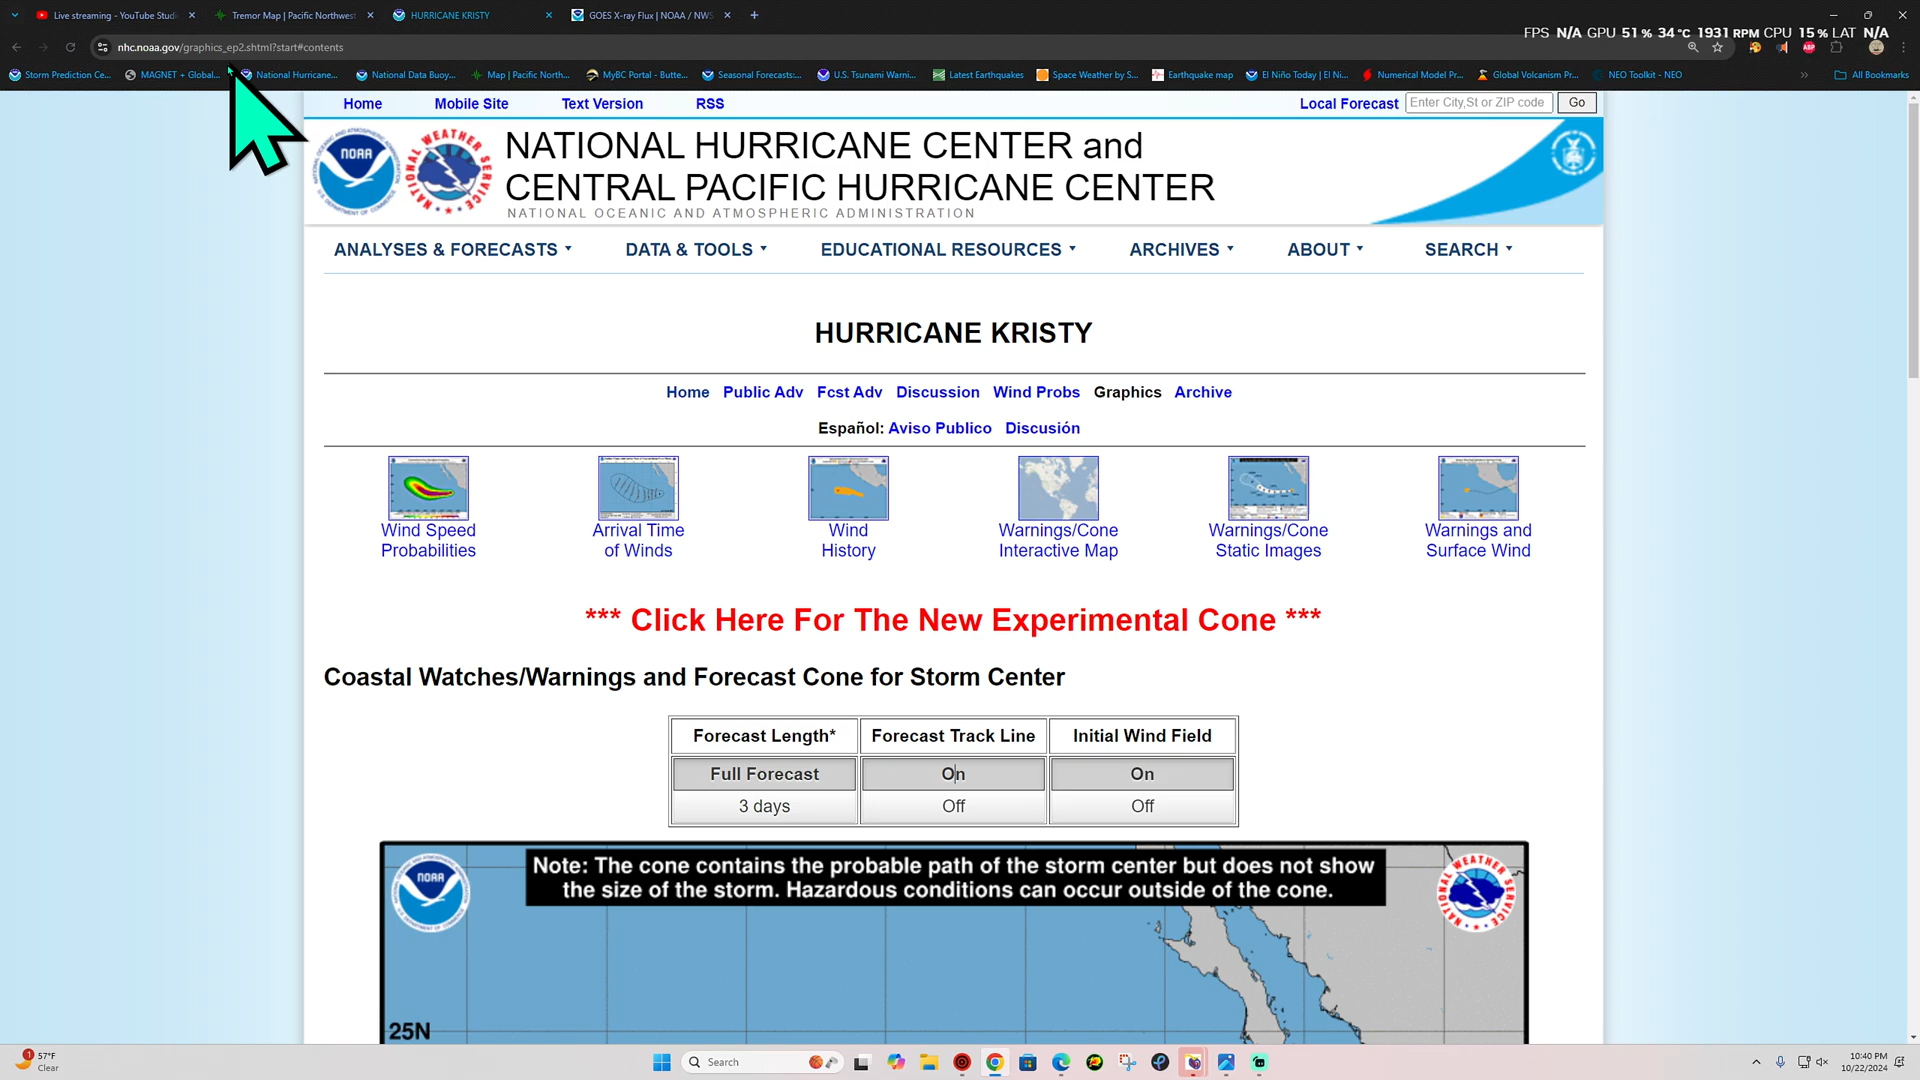 Live streaming - YouTube Studi
Tremor Map | Pacific Northwest
HURRICANE KRISTY
GOES X-ray Flux | NOAA / NWS
nhc.noaa.gov/graphics_ep2.shtml?start#contents
FPS N/A GPU 51 % 34 °C 1931 RPM CPU 15 % LAT N/A
Storm Prediction Ce...
MAGNET + Global...
National Hurricane...
National Data Buoy...
Map | Pacific North...
MyBC Portal - Butte...
Seasonal Forecasts:...
U.S. Tsunami Warni...
Latest Earthquakes
Space Weather by S...
Earthquake map
El Niño Today | El Ni...
Numerical Model Pr...
Global Volcanism Pr...
NEO Toolkit - NEO
All Bookmarks
Home Mobile Site Text Version RSS
Local Forecast Enter City,St or ZIP code Go
NATIONAL HURRICANE CENTER and
CENTRAL PACIFIC HURRICANE CENTER
NATIONAL OCEANIC AND ATMOSPHERIC ADMINISTRATION
ANALYSES & FORECASTS DATA & TOOLS EDUCATIONAL RESOURCES ARCHIVES ABOUT SEARCH
HURRICANE KRISTY
Home Public Adv Fcst Adv Discussion Wind Probs Graphics Archive
Español: Aviso Publico Discusión
Wind Speed
Probabilities
Arrival Time
of Winds
Wind
History
Warnings/Cone
Interactive Map
Warnings/Cone
Static Images
Warnings and
Surface Wind
*** Click Here For The New Experimental Cone ***
Coastal Watches/Warnings and Forecast Cone for Storm Center
Forecast Length* Forecast Track Line Initial Wind Field
Full Forecast On On
3 days Off Off
NOAA
Note: The cone contains the probable path of the storm center but does not show
the size of the storm. Hazardous conditions can occur outside of the cone.
25N
57°F
Clear
Search
10:40 PM
10/22/2024